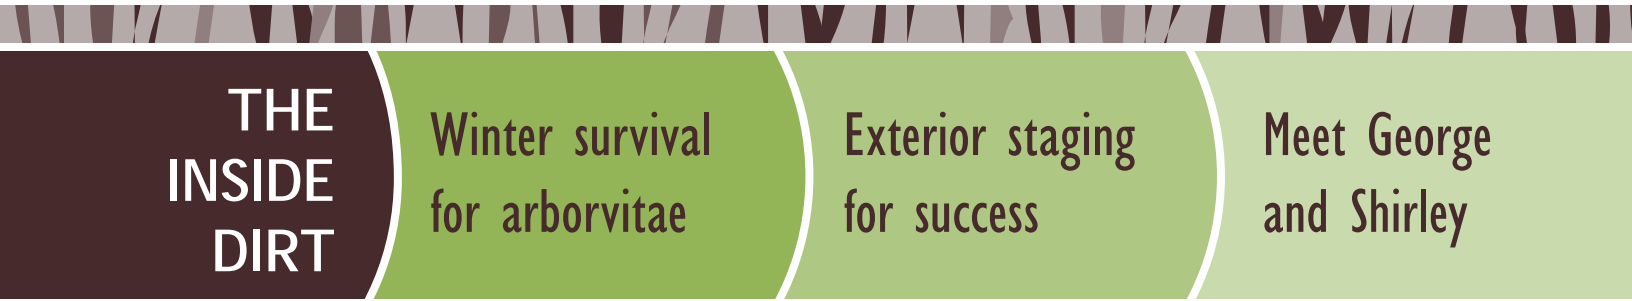 THE
INSIDE
DIRT
Winter survival
for arborvitae
Exterior staging
for success
Meet George
and Shirley